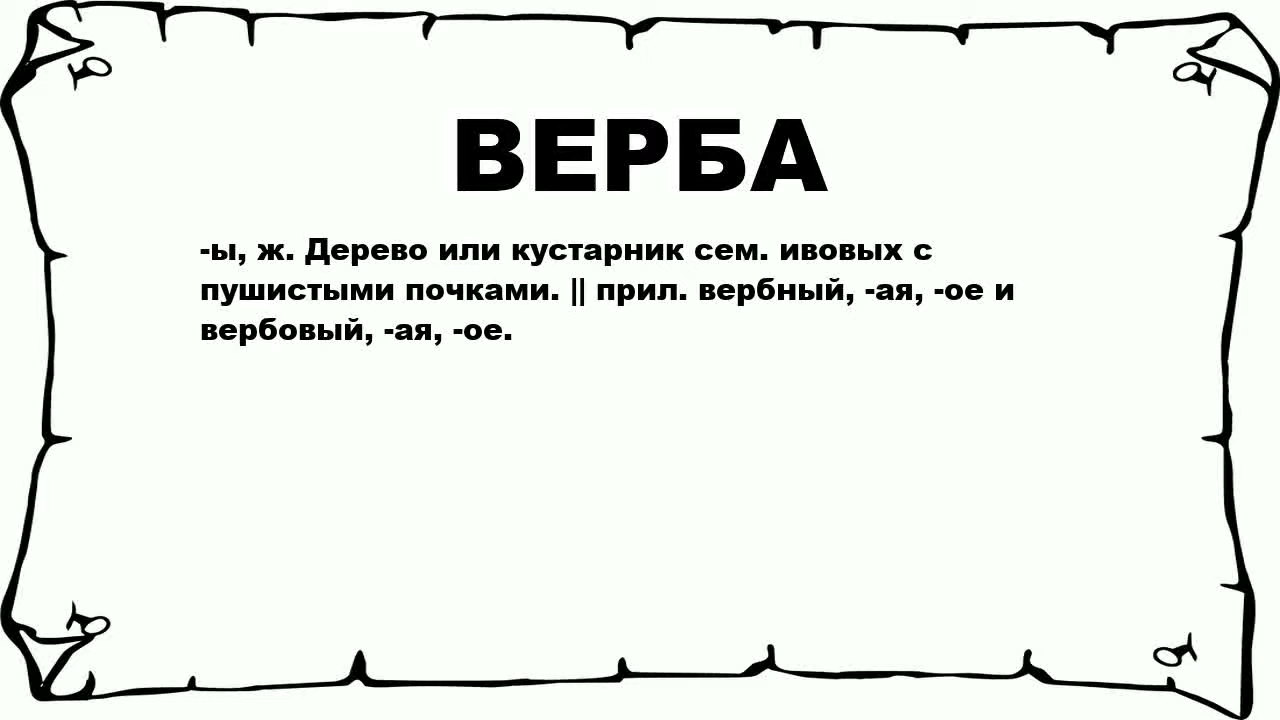 ВЕРБА
-ы, ж. Дерево или кустарник сем. ивовых с
пушистыми почками. || прил. вербный, -ая, -ое и
вербовый, -ая, -ое.